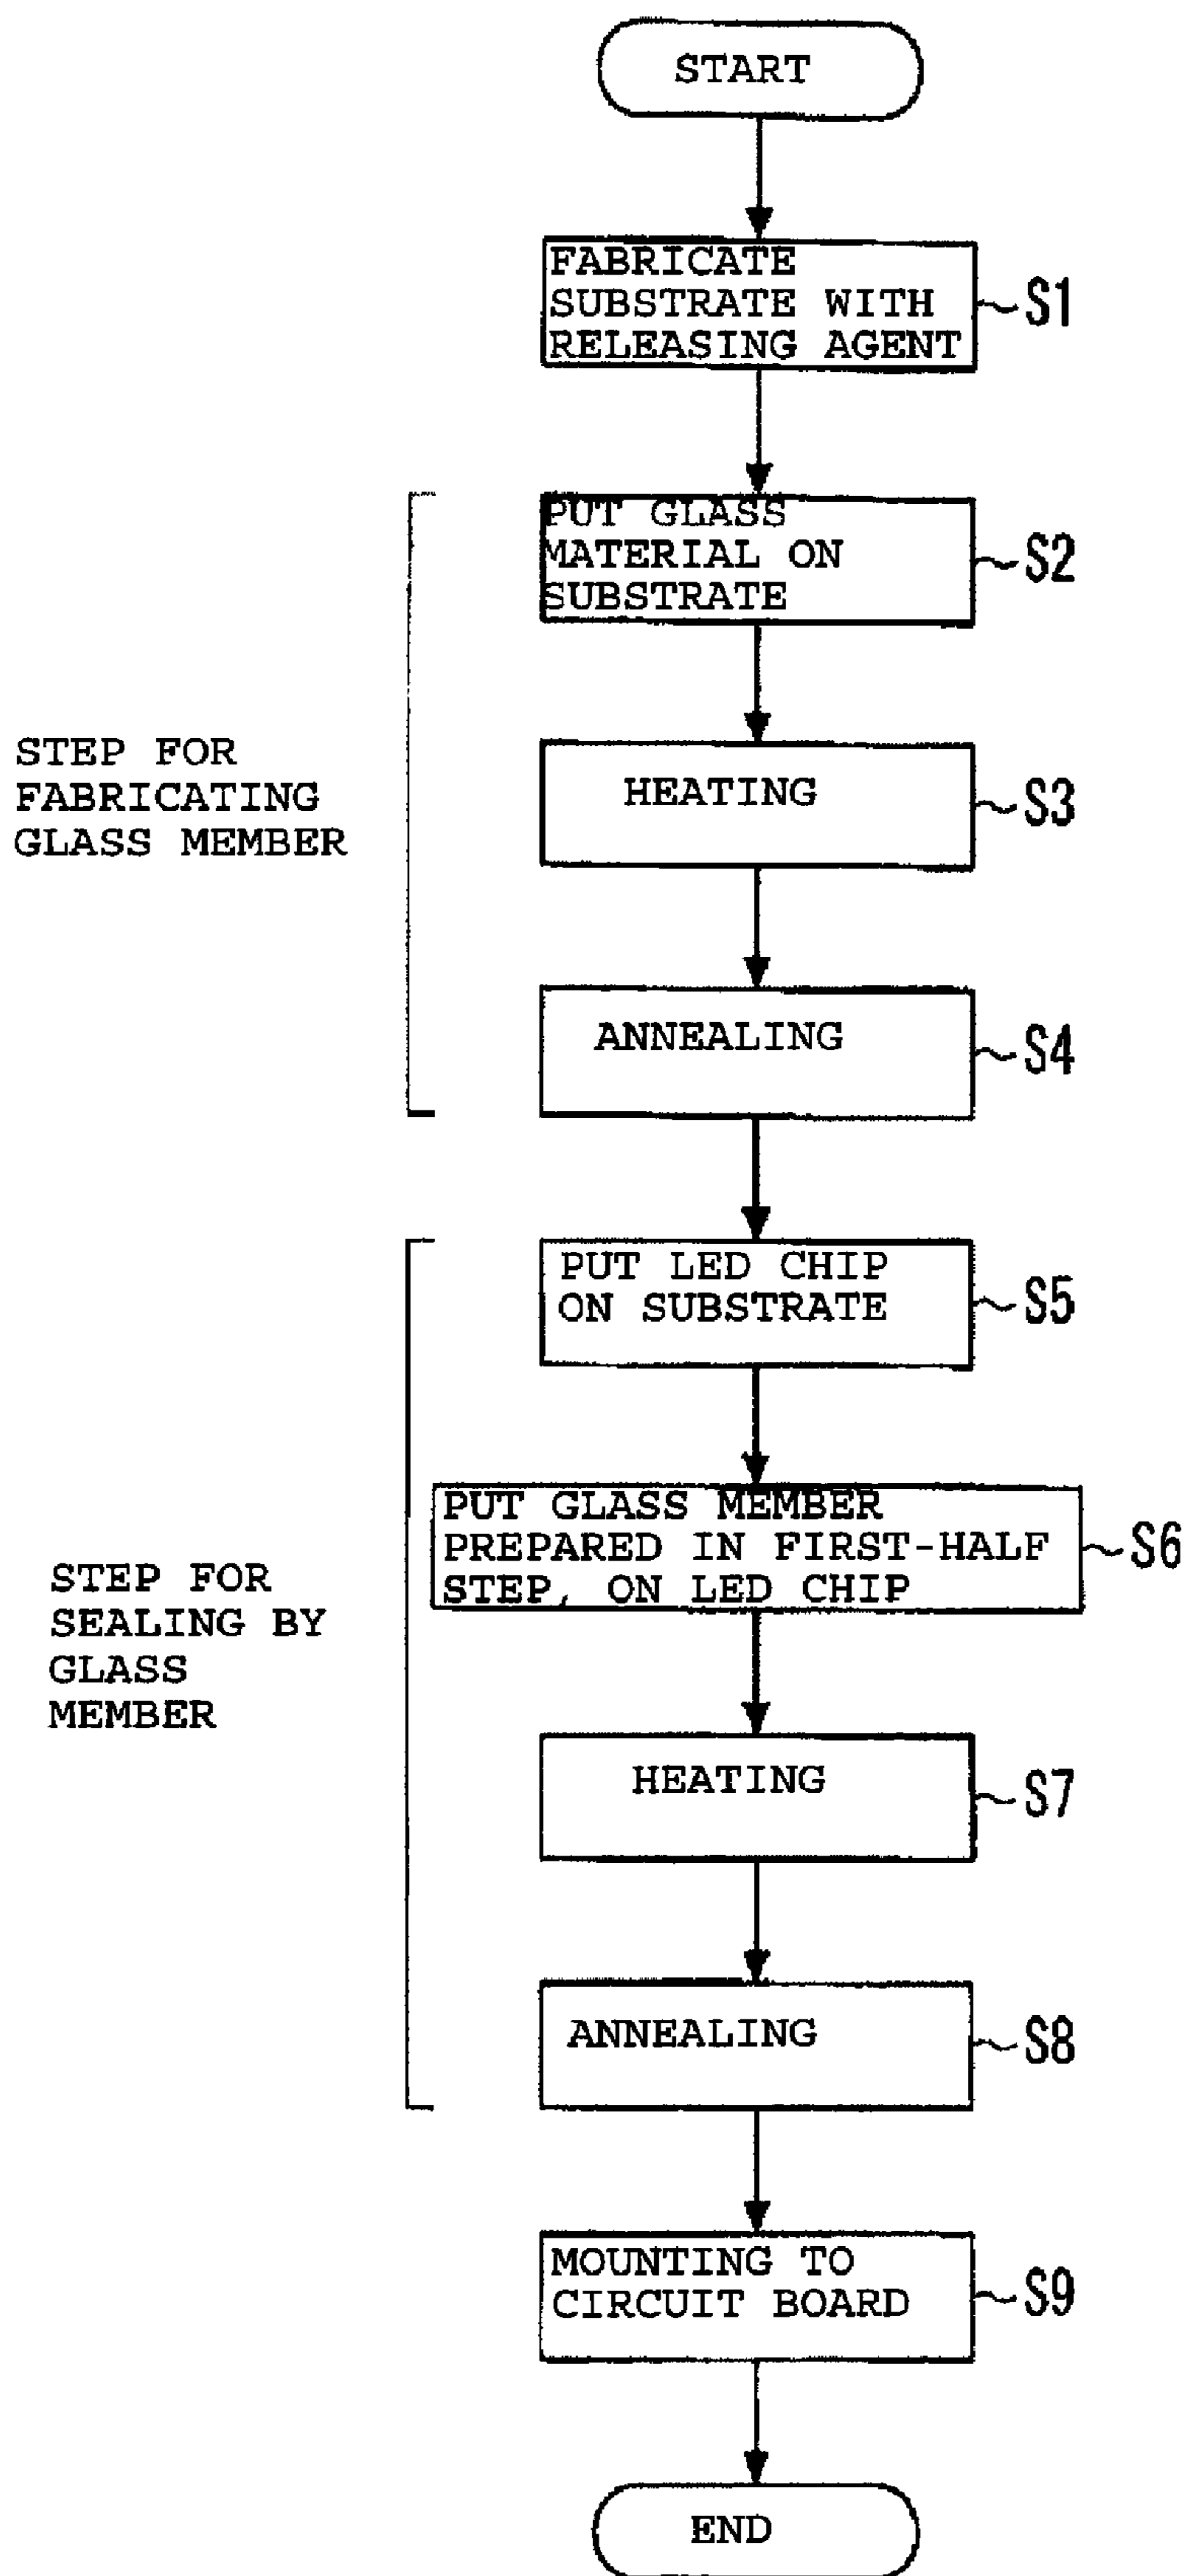 START
FABRICATE
SUBSTRATE WITH
RELEASING AGENT
S1
PUT GLASS
MATERIAL ON
SUBSTRATE
S2
STEP FOR
FABRICATING
GLASS MEMBER
HEATING
S3
ANNEALING
S4
PUT LED CHIP
ON SUBSTRATE
S5
PUT GLASS MEMBER
PREPARED IN FIRST-HALF
STEP, ON LED CHIP
S6
STEP FOR
SEALING BY
GLASS
MEMBER
HEATING
S7
ANNEALING
S8
MOUNTING TO
CIRCUIT BOARD
S9
END